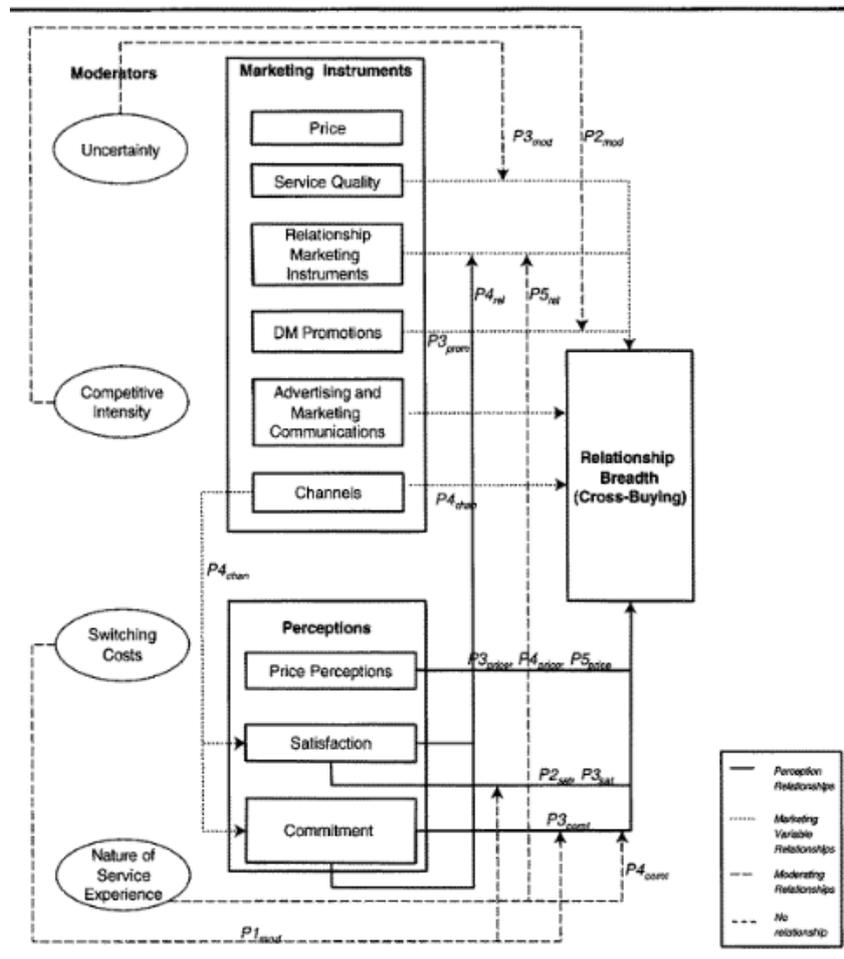 Moderators
Marketing Instruments
Uncertainty
Price
P3mod
P2mod
Service Quality
Relationship
Marketing
Instruments
P4rel
P5rel
DM Promotions
P3prom
Competitive
Intensity
Advertising and
Marketing
Communications
Relationship
Breadth
(Cross-Buying)
Channels
P4chan
P4chan
Switching
Costs
Perceptions
Price Perceptions
P3price, P4price, P5price
Satisfaction
P2sat, P3sat
Commitment
P3comt
Nature of
Service
Experience
P4comt
P1mod
Perception
Relationships
Marketing
Variable
Relationships
Moderating
Relationships
No
relationship